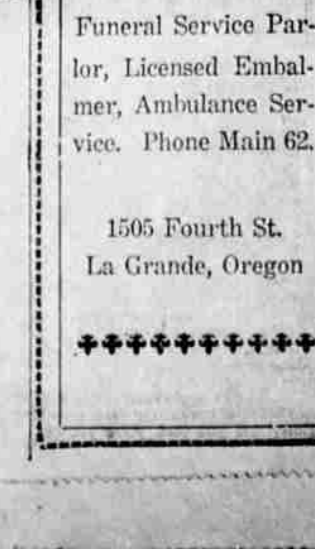 Funeral Service Par-
lor, Licensed Embal-
mer, Ambulance Ser-
vice. Phone Main 62.
1505 Fourth St.
La Grande, Oregon